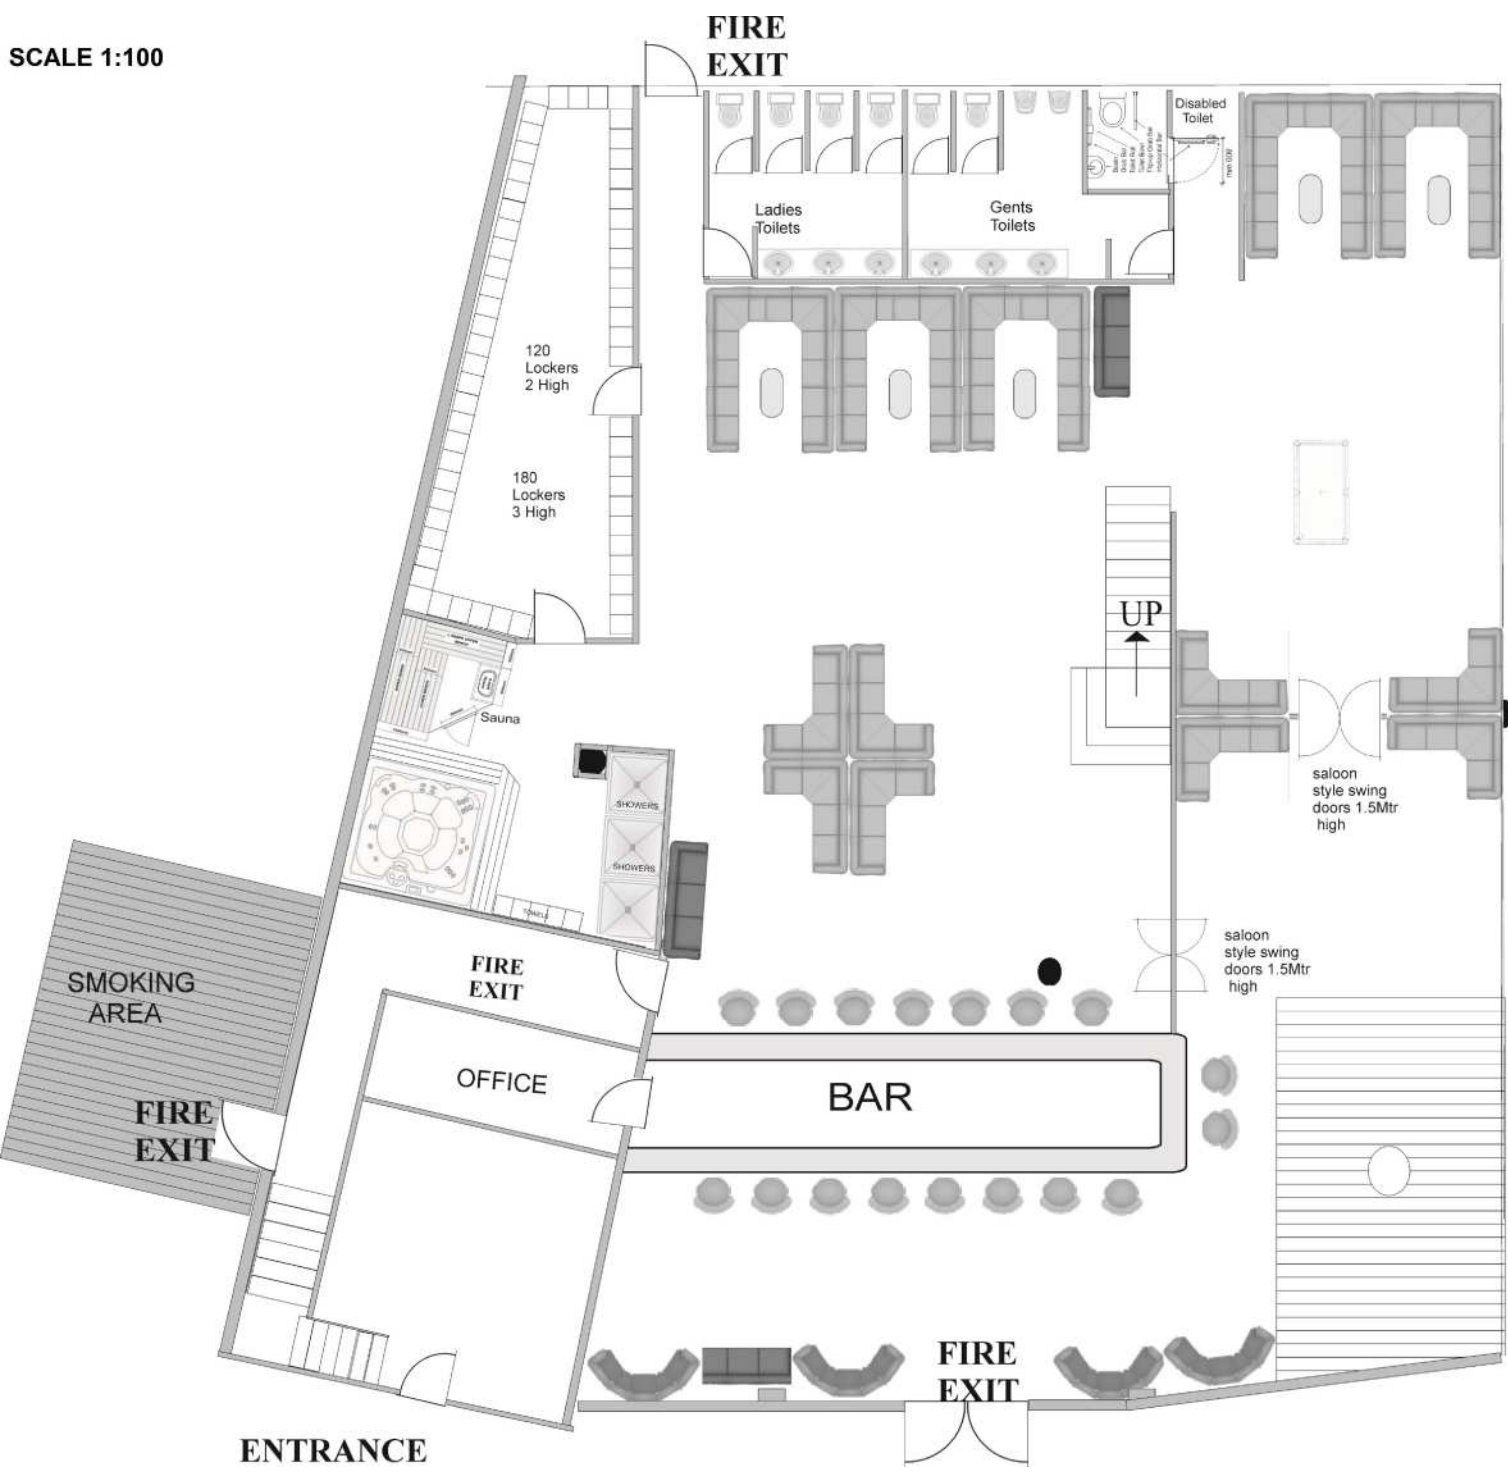 SCALE 1:100
FIRE
EXIT
Disabled
Toilet
Ladies
Toilets
Gents
Toilets
120
Lockers
2 High
180
Lockers
3 High
UP
Sauna
SHOWERS
SHOWERS
TOWELS
saloon
style swing
doors 1.5Mtr
high
saloon
style swing
doors 1.5Mtr
high
SMOKING
AREA
FIRE
EXIT
OFFICE
BAR
FIRE
EXIT
FIRE
EXIT
ENTRANCE